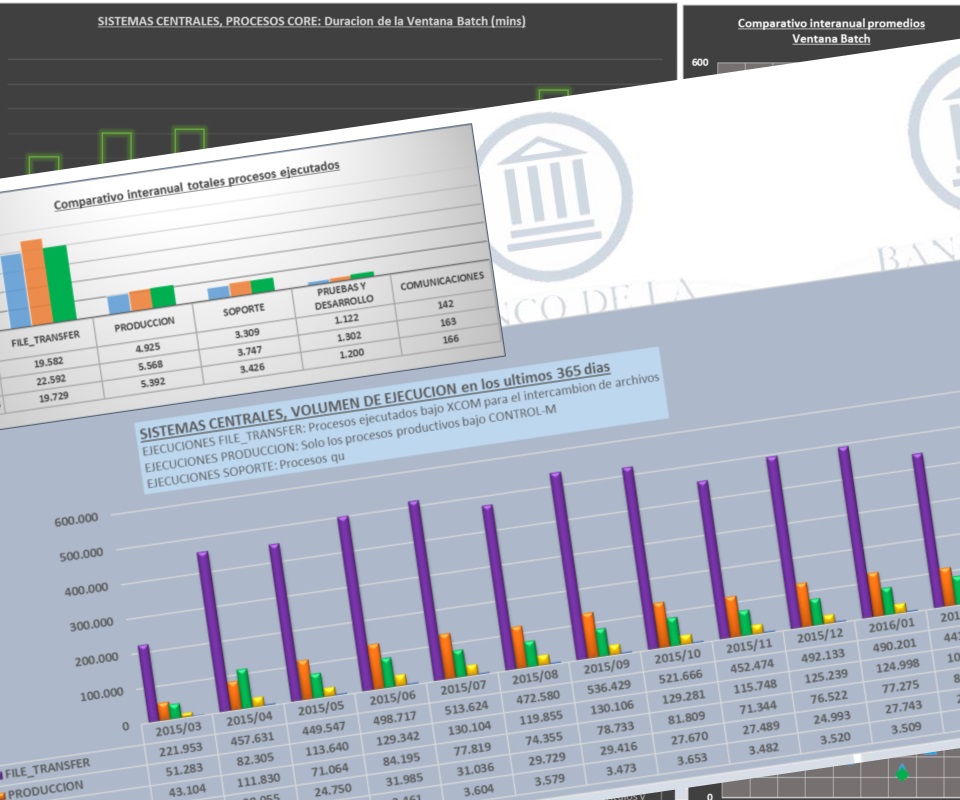 SISTEMAS CENTRALES, PROCESOS CORE: Duracion de la Ventana Batch (mins)
Comparativo interanual promedios
Ventana Batch
600
Comparativo interanual totales procesos ejecutados
FILE_TRANSFER PRODUCCION SOPORTE PRUEBAS Y DESARROLLO COMUNICACIONES
19.582 4.925 3.309 1.122 142
22.592 5.568 3.747 1.302 163
19.729 5.392 3.426 1.200 166
NCO DE LA
BAN
SISTEMAS CENTRALES, VOLUMEN DE EJECUCION en los ultimos 365 dias
EJECUCIONES FILE_TRANSFER: Procesos ejecutados bajo XCOM para el intercambion de archivos
EJECUCIONES PRODUCCION: Solo los procesos productivos bajo CONTROL-M
EJECUCIONES SOPORTE: Procesos qu
600.000
500.000
400.000
300.000
200.000
100.000
0
2015/03 2015/04 2015/05 2015/06 2015/07 2015/08 2015/09 2015/10 2015/11 2015/12 2016/01 201
FILE_TRANSFER 221.953 457.631 449.547 498.717 513.624 472.580 536.429 521.666 452.474 492.133 490.201 441
PRODUCCION 51.283 82.305 113.640 129.342 130.104 119.855 130.106 129.281 115.748 125.239 124.998 10
43.104 111.830 71.064 84.195 77.819 74.355 78.733 81.809 71.344 76.522 77.275 8
24.750 31.985 31.036 29.729 29.416 27.670 27.489 24.993 27.743 2
3.604 3.579 3.473 3.653 3.482 3.520 3.509
0